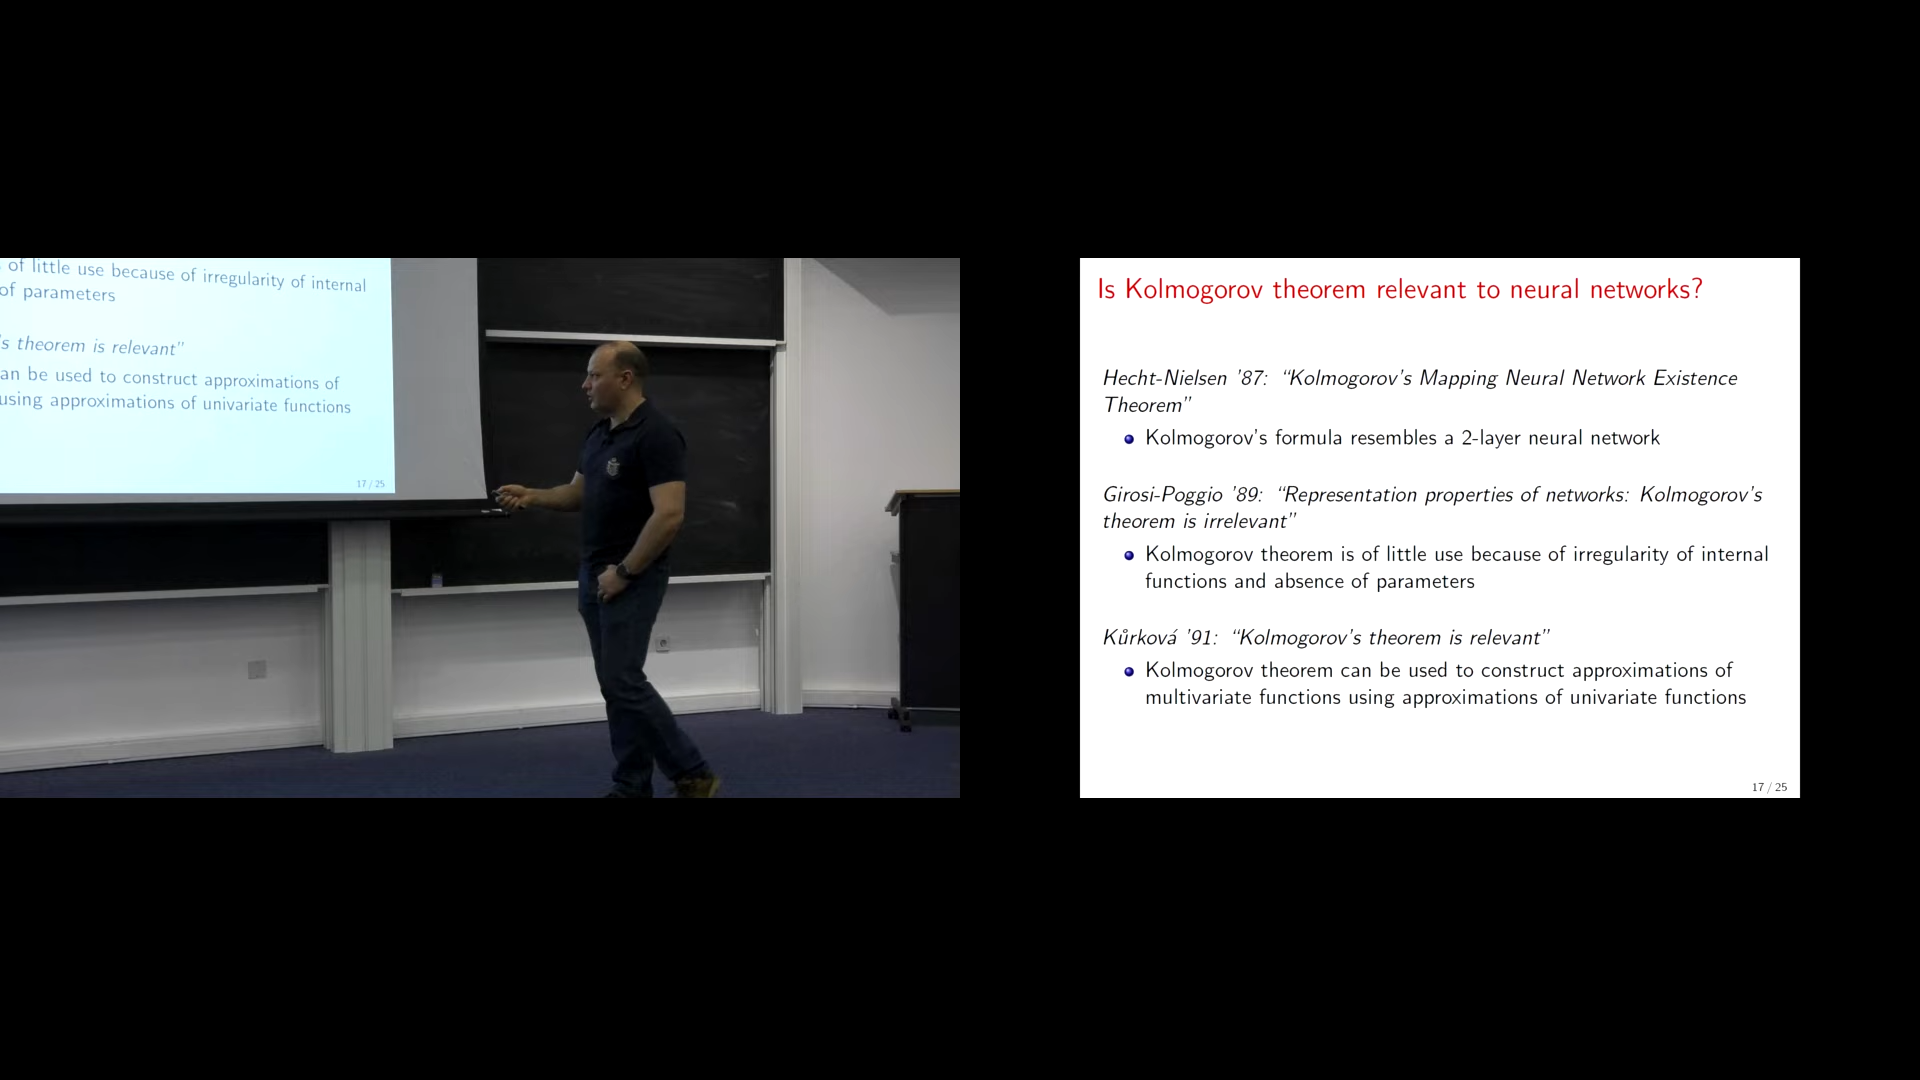 of little use because of irregularity of internal
of parameters
's theorem is relevant”
an be used to construct approximations of
using approximations of univariate functions
17 / 25
Is Kolmogorov theorem relevant to neural networks?
Hecht-Nielsen ’87: “Kolmogorov’s Mapping Neural Network Existence
Theorem”
Kolmogorov’s formula resembles a 2-layer neural network
Girosi-Poggio ’89: “Representation properties of networks: Kolmogorov’s
theorem is irrelevant”
Kolmogorov theorem is of little use because of irregularity of internal
functions and absence of parameters
Kůrková ’91: “Kolmogorov’s theorem is relevant”
Kolmogorov theorem can be used to construct approximations of
multivariate functions using approximations of univariate functions
17 / 25